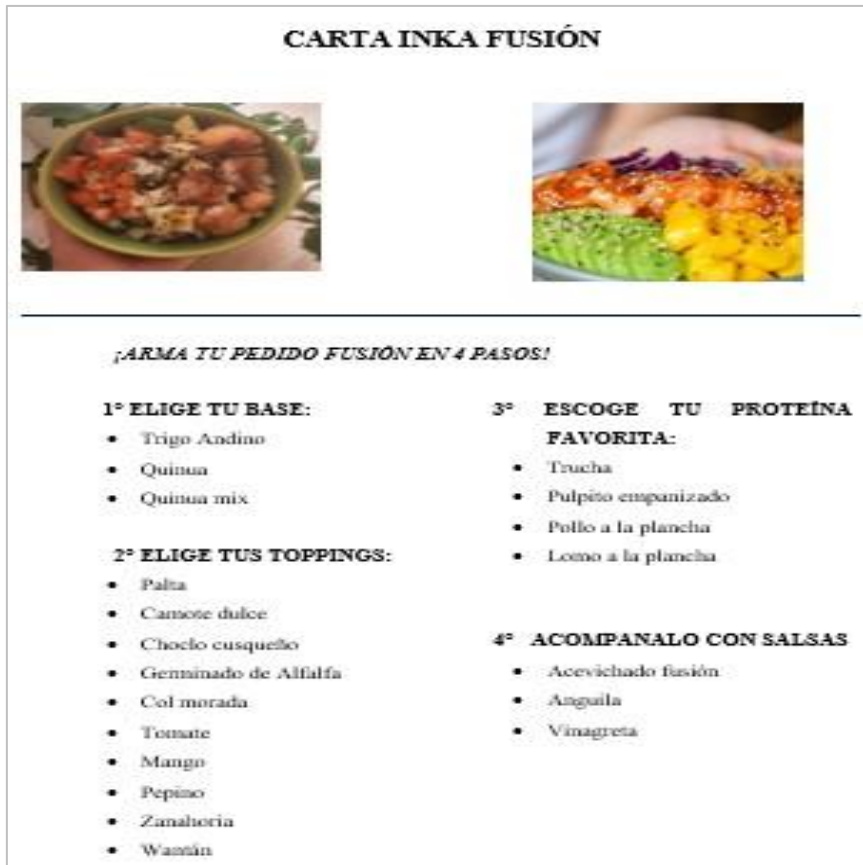 CARTA INKA FUSIÓN
¡ARMA TU PEDIDO FUSIÓN EN 4 PASOS!
1° ELIGE TU BASE:
• Trigo Andino
• Quinua
• Quinua mix
2° ELIGE TUS TOPPINGS:
• Palta
• Camote dulce
• Choclo cusqueño
• Germinado de Alfalfa
• Col morada
• Tomate
• Mango
• Pepino
• Zanahoria
• Wantán
3° ESCOGE TU PROTEÍNA
FAVORITA:
• Trucha
• Pulpito empanizado
• Pollo a la plancha
• Lomo a la plancha
4° ACOMPANALO CON SALSAS
• Acevichado fusión
• Anguila
• Vinagreta